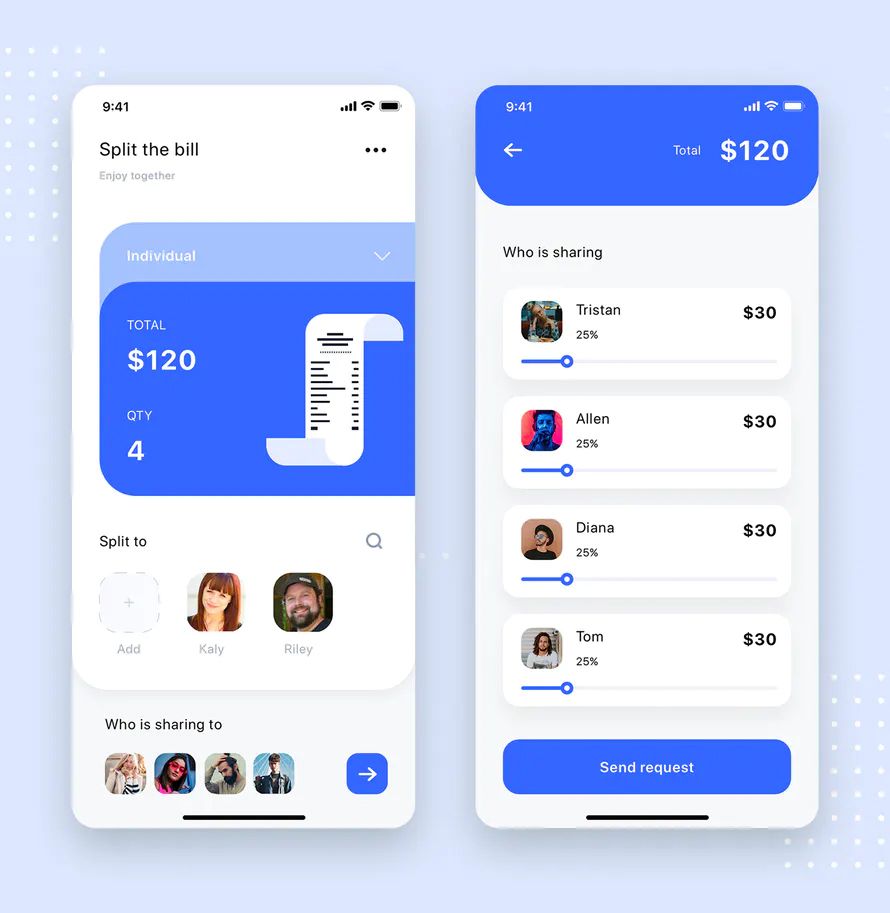 9:41
Split the bill
Enjoy together
Individual
TOTAL
$120
QTY
4
Split to
+
Add
Kaly
Riley
Who is sharing to
9:41
Total $120
Who is sharing
Tristan $30
25%
Allen $30
25%
Diana $30
25%
Tom $30
25%
Send request